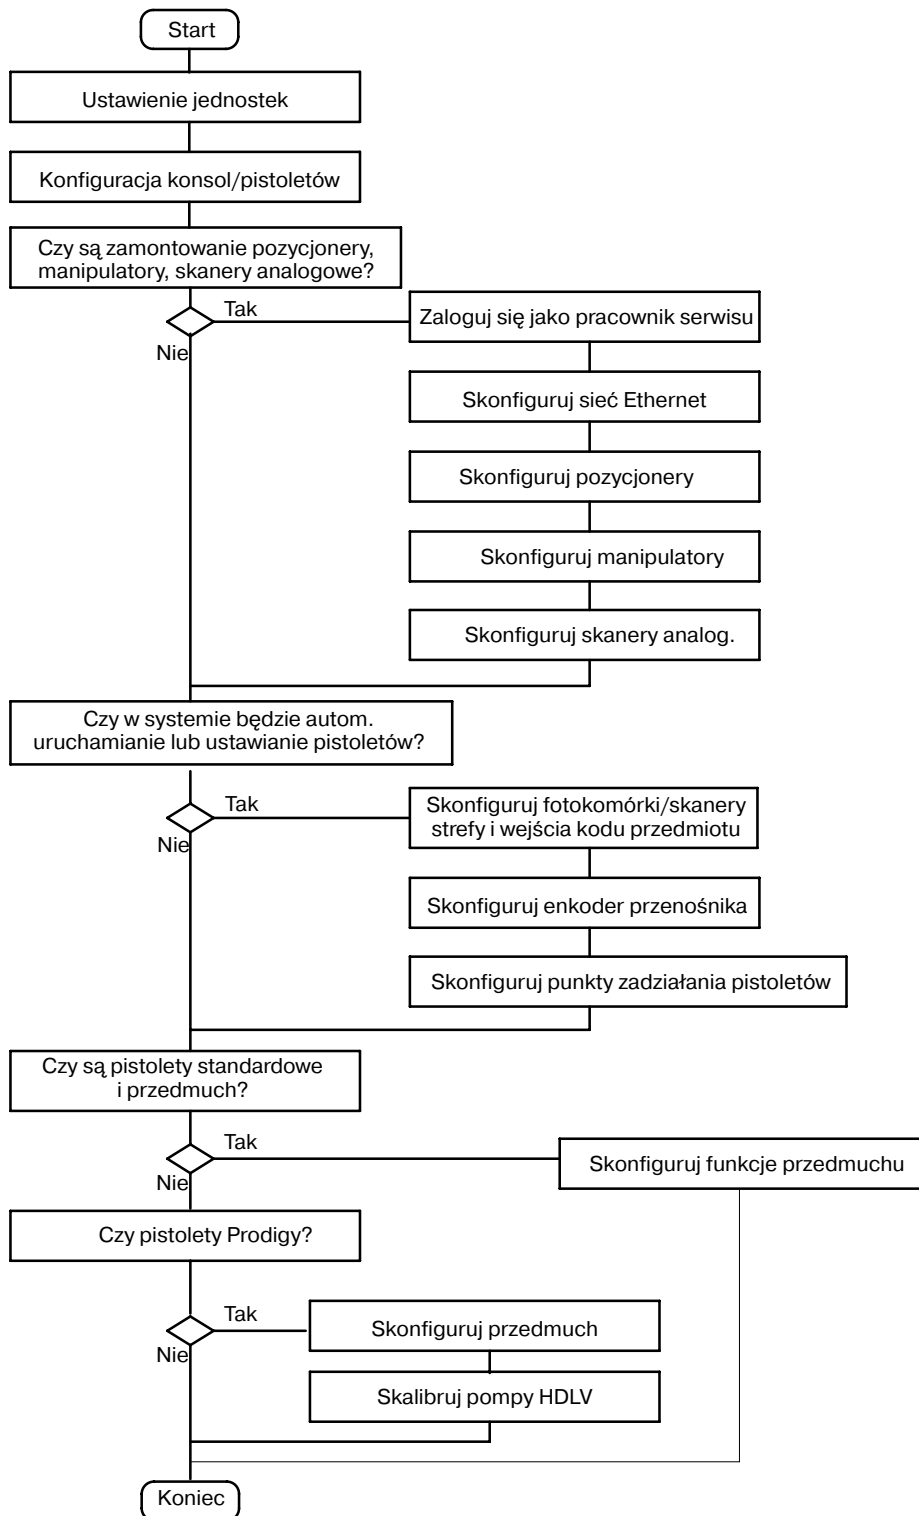 Start
Ustawienie jednostek
Konfiguracja konsol/pistoletów
Czy są zamontowanie pozycjonery,
manipulatory, skanery analogowe?
Tak
Nie
Zaloguj się jako pracownik serwisu
Skonfiguruj sieć Ethernet
Skonfiguruj pozycjonery
Skonfiguruj manipulatory
Skonfiguruj skanery analog.
Czy w systemie będzie autom.
uruchamianie lub ustawianie pistoletów?
Tak
Nie
Skonfiguruj fotokomórki/skanery
strefy i wejścia kodu przedmiotu
Skonfiguruj enkoder przenośnika
Skonfiguruj punkty zadziałania pistoletów
Czy są pistolety standardowe
i przedmuch?
Tak
Nie
Skonfiguruj funkcje przedmuchu
Czy pistolety Prodigy?
Tak
Nie
Skonfiguruj przedmuch
Skalibruj pompy HDLV
Koniec